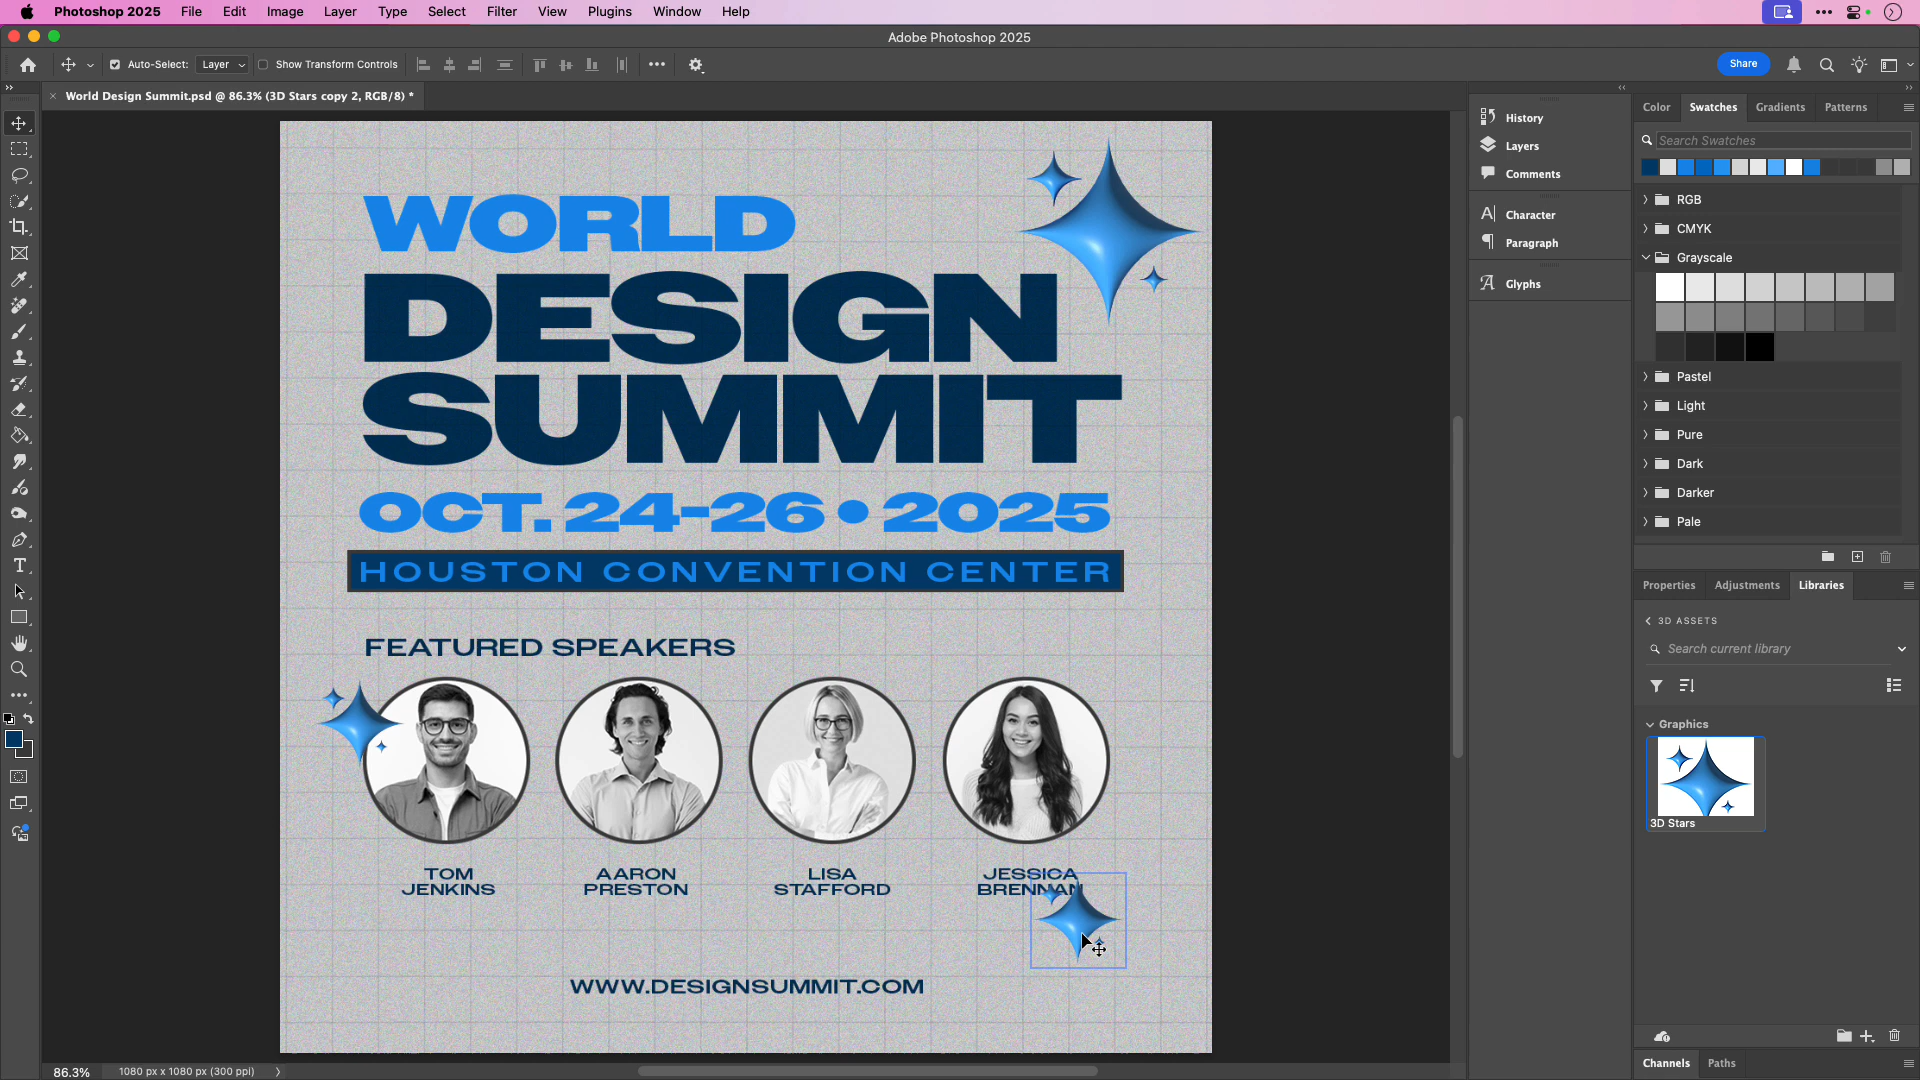 Photoshop 2025 File Edit Image Layer Type Select Filter View Plugins Window Help
Adobe Photoshop 2025
Auto-Select: Layer Show Transform Controls Share
World Design Summit.psd @ 86.3% (3D Stars copy 2, RGB/8) *
WORLD
DESIGN
SUMMIT
OCT. 24-26 • 2025
HOUSTON CONVENTION CENTER
FEATURED SPEAKERS
TOM
JENKINS
AARON
PRESTON
LISA
STAFFORD
JESSICA
BRENNAN
WWW.DESIGNSUMMIT.COM
86.3% 1080 px x 1080 px (300 ppi)
History
Layers
Comments
Character
Paragraph
Glyphs
Color Swatches Gradients Patterns
Search Swatches
RGB
CMYK
Grayscale
Pastel
Light
Pure
Dark
Darker
Pale
Properties Adjustments Libraries
3D ASSETS
Search current library
Graphics
3D Stars
Channels Paths